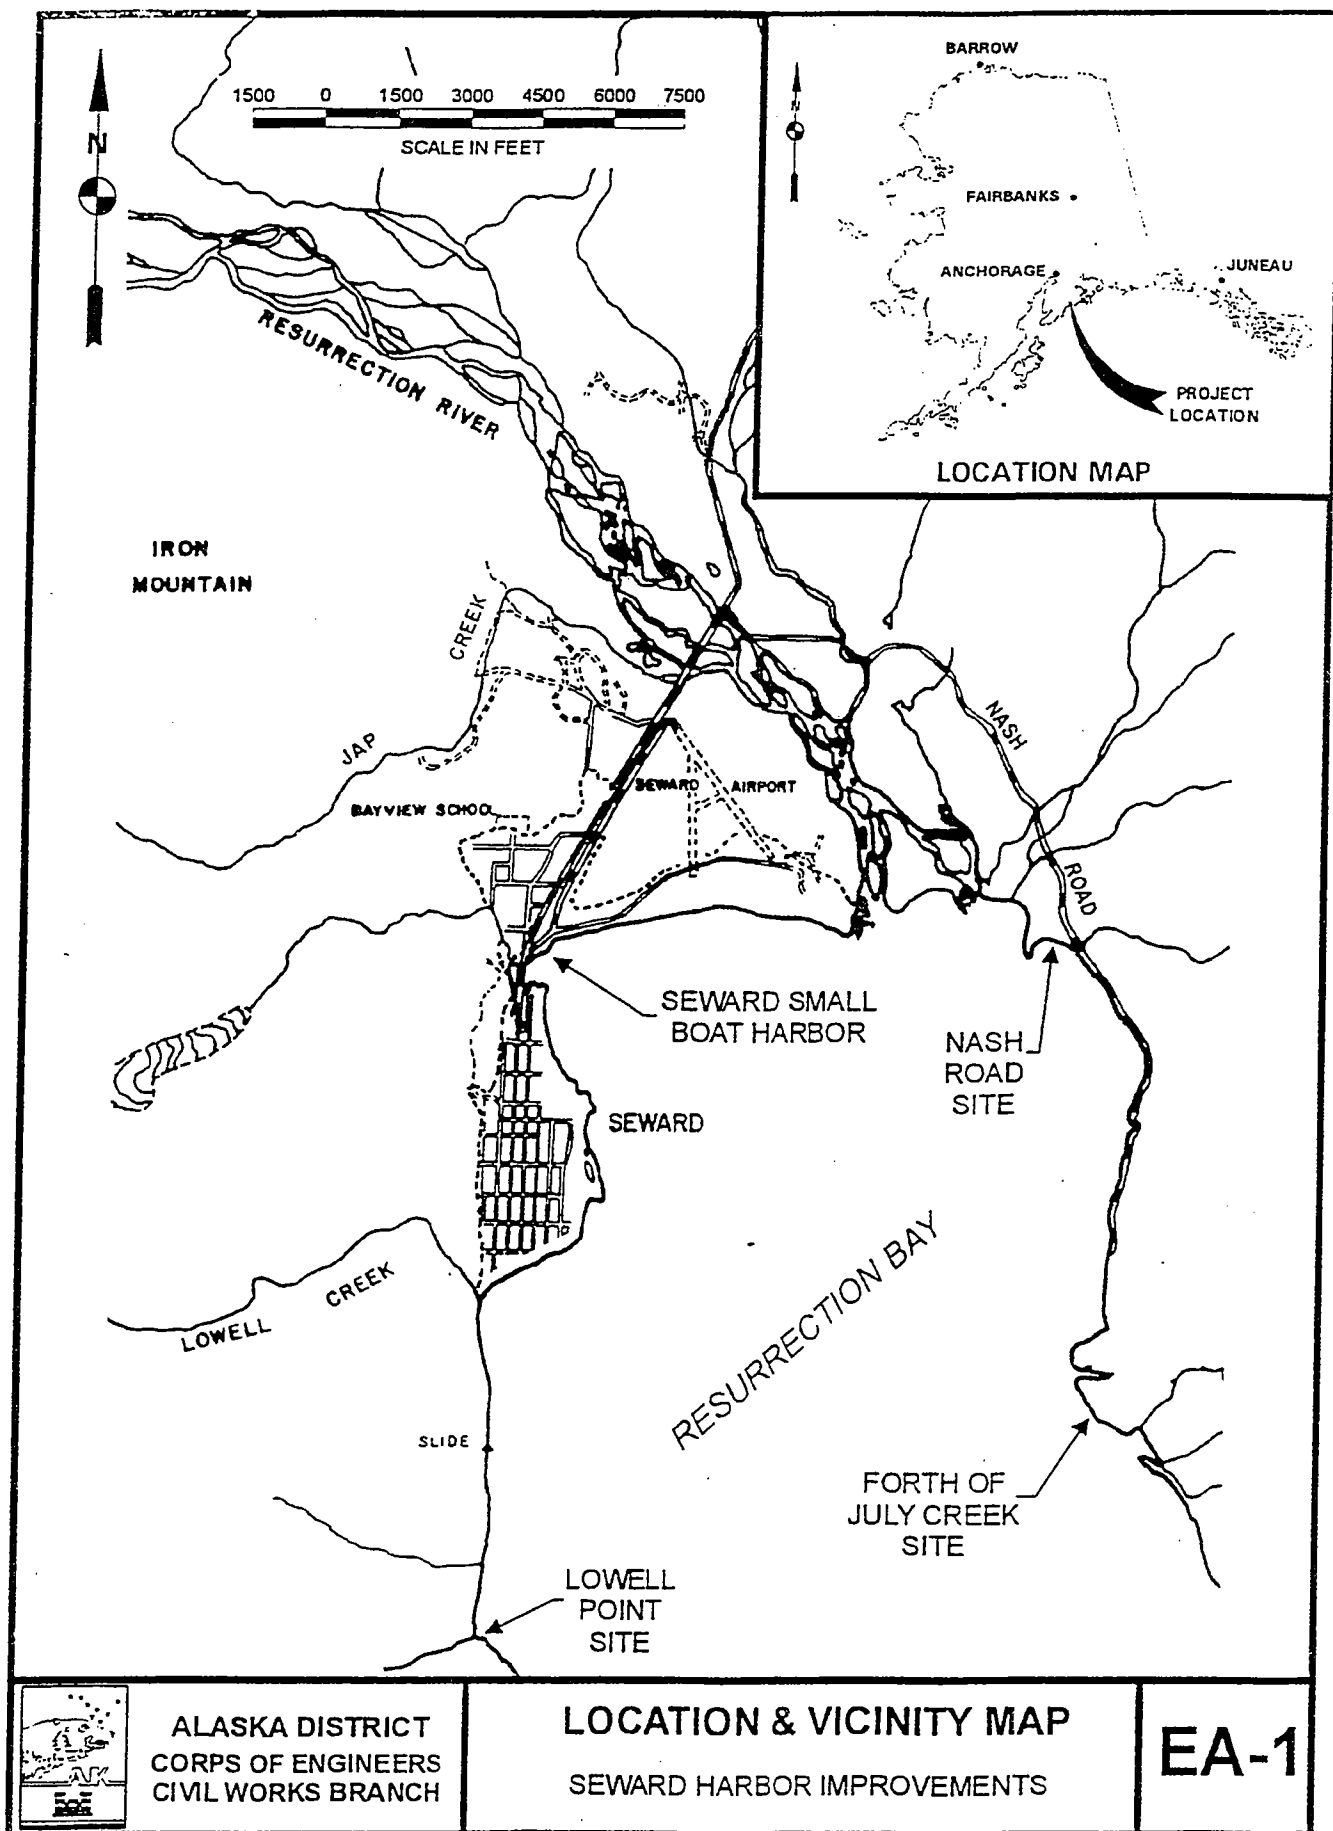 N
1500 0 1500 3000 4500 6000 7500
SCALE IN FEET
N
BARROW
FAIRBANKS
ANCHORAGE
JUNEAU
PROJECT
LOCATION
LOCATION MAP
RESURRECTION RIVER
IRON
MOUNTAIN
JAP CREEK
BAYVIEW SCHOOL
SEWARD AIRPORT
NASH ROAD
SEWARD SMALL
BOAT HARBOR
NASH
ROAD
SITE
SEWARD
RESURRECTION BAY
LOWELL CREEK
SLIDE
FORTH OF
JULY CREEK
SITE
LOWELL
POINT
SITE
AK
ALASKA DISTRICT
CORPS OF ENGINEERS
CIVIL WORKS BRANCH
LOCATION & VICINITY MAP
SEWARD HARBOR IMPROVEMENTS
EA-1